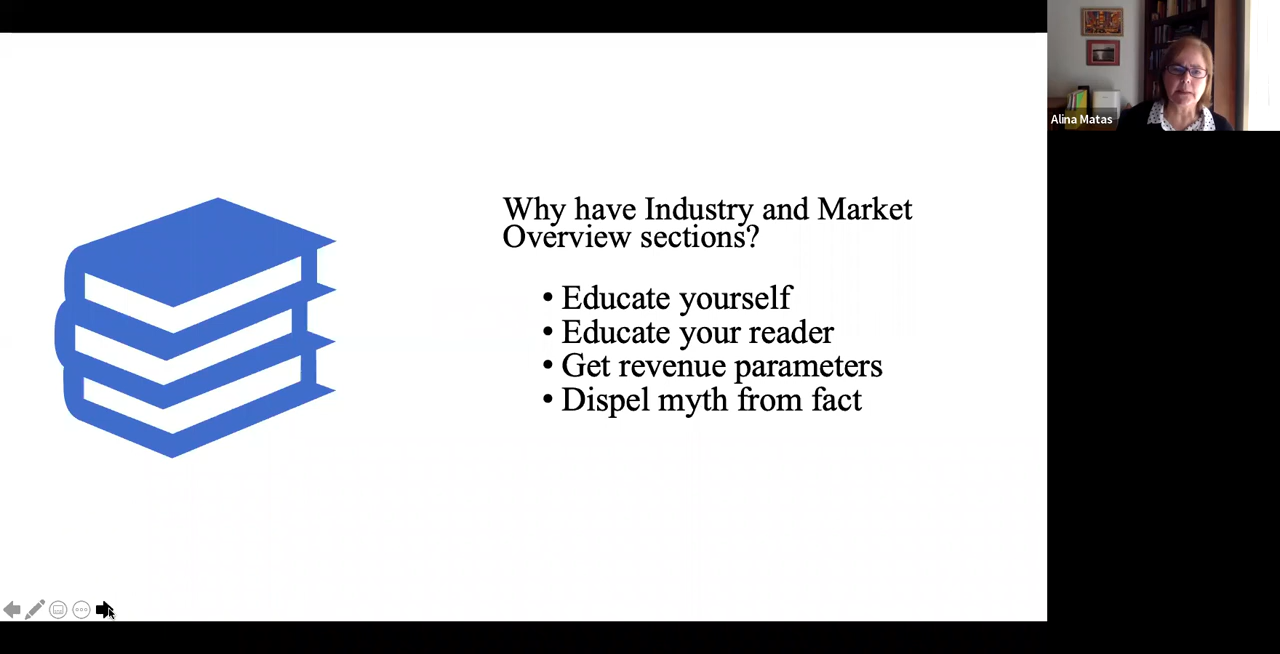 Why have Industry and Market
Overview sections?
• Educate yourself
• Educate your reader
• Get revenue parameters
• Dispel myth from fact
Alina Matas